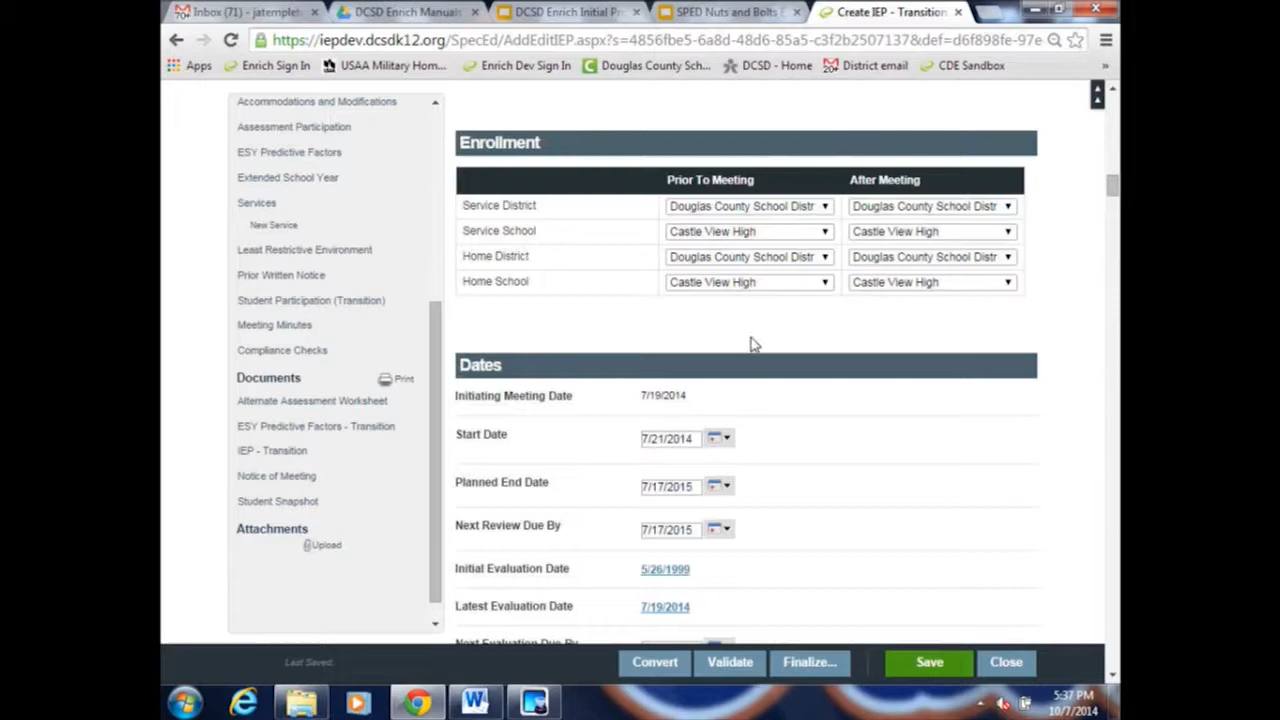 Inbox (71) - jatemplet
DCSD Enrich Manuals
DCSD Enrich Initial Pr
SPED Nuts and Bolts
Create IEP - Transition
https://iepdev.dcsdk12.org/SpecEd/AddEditIEP.aspx?s=4856fbe5-6a8d-48d6-85a5-c3f2b2507137&def=d6f898fe-97e
Apps
Enrich Sign In
USAA Military Hom...
Enrich Dev Sign In
Douglas County Sch...
DCSD - Home
District email
CDE Sandbox
»
Accommodations and Modifications
Assessment Participation
ESY Predictive Factors
Extended School Year
Services
New Service
Least Restrictive Environment
Prior Written Notice
Student Participation (Transition)
Meeting Minutes
Compliance Checks
Documents
Print
Alternate Assessment Worksheet
ESY Predictive Factors - Transition
IEP - Transition
Notice of Meeting
Student Snapshot
Attachments
Upload
Enrollment
Prior To Meeting After Meeting
Service District Douglas County School Distr Douglas County School Distr
Service School Castle View High Castle View High
Home District Douglas County School Distr Douglas County School Distr
Home School Castle View High Castle View High
Dates
Initiating Meeting Date 7/19/2014
Start Date 7/21/2014
Planned End Date 7/17/2015
Next Review Due By 7/17/2015
Initial Evaluation Date 5/26/1999
Latest Evaluation Date 7/19/2014
Next Evaluation Due By
Last Saved:
Convert
Validate
Finalize...
Save
Close
5:37 PM
10/7/2014